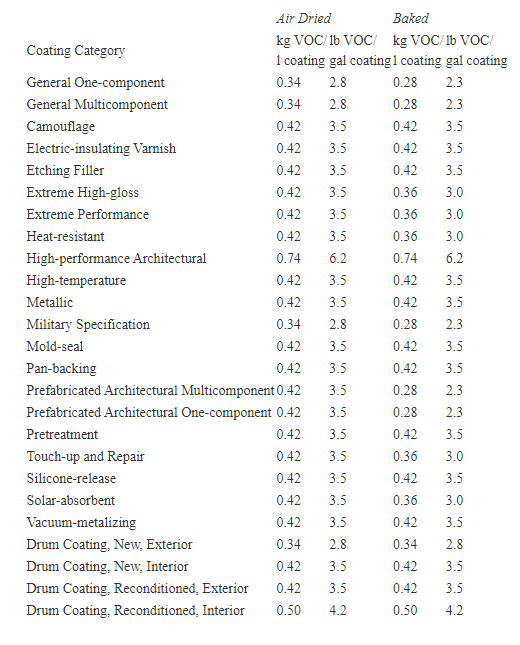 Air Dried Baked
kg VOC/ lb VOC/ kg VOC/ lb VOC/
Coating Category
l coating gal coating l coating gal coating
General One-component 0.34 2.8 0.28 2.3
General Multicomponent 0.34 2.8 0.28 2.3
Camouflage 0.42 3.5 0.42 3.5
Electric-insulating Varnish 0.42 3.5 0.42 3.5
Etching Filler 0.42 3.5 0.42 3.5
Extreme High-gloss 0.42 3.5 0.36 3.0
Extreme Performance 0.42 3.5 0.36 3.0
Heat-resistant 0.42 3.5 0.36 3.0
High-performance Architectural 0.74 6.2 0.74 6.2
High-temperature 0.42 3.5 0.42 3.5
Metallic 0.42 3.5 0.42 3.5
Military Specification 0.34 2.8 0.28 2.3
Mold-seal 0.42 3.5 0.42 3.5
Pan-backing 0.42 3.5 0.42 3.5
Prefabricated Architectural Multicomponent 0.42 3.5 0.28 2.3
Prefabricated Architectural One-component 0.42 3.5 0.28 2.3
Pretreatment 0.42 3.5 0.42 3.5
Touch-up and Repair 0.42 3.5 0.36 3.0
Silicone-release 0.42 3.5 0.42 3.5
Solar-absorbent 0.42 3.5 0.36 3.0
Vacuum-metalizing 0.42 3.5 0.42 3.5
Drum Coating, New, Exterior 0.34 2.8 0.34 2.8
Drum Coating, New, Interior 0.42 3.5 0.42 3.5
Drum Coating, Reconditioned, Exterior 0.42 3.5 0.42 3.5
Drum Coating, Reconditioned, Interior 0.50 4.2 0.50 4.2